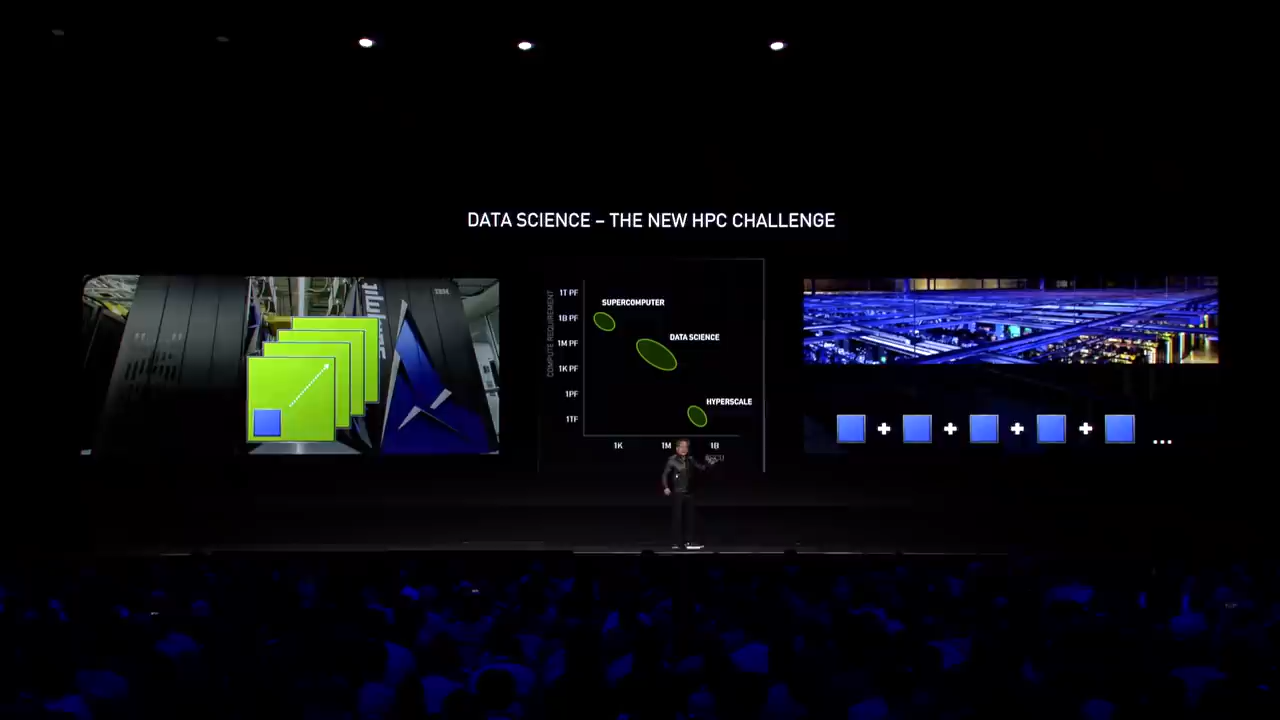 DATA SCIENCE – THE NEW HPC CHALLENGE
IBM
COMPUTE REQUIREMENT
1T PF
1B PF
1M PF
1K PF
1PF
1TF
SUPERCOMPUTER
DATA SCIENCE
HYPERSCALE
1K
1M
1B
+ + + +
...